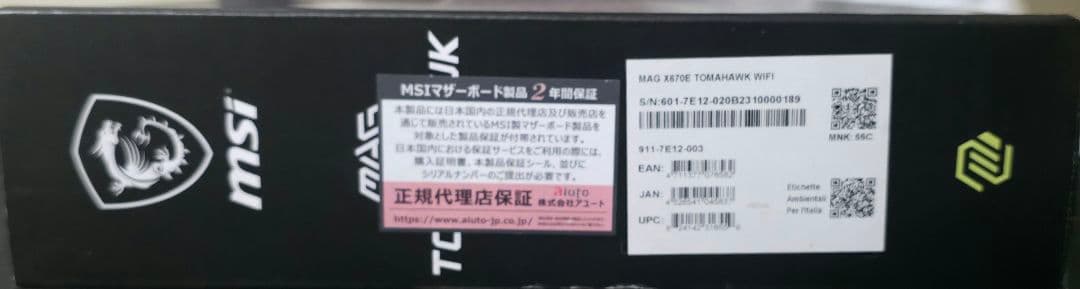 msi
MAG
MSIマザーボード製品 2 年間保証
本製品には日本国内の正規代理店及び販売店を
通じて販売されているMSI製マザーボード製品を
対象とした製品保証が付帯されています。
日本国内における保証サービスをご利用の際には、
購入証明書、本製品保証シール、並びに
シリアルナンバーのご提出が必要です。
正規代理店保証
aiuto
株式会社アユート
https://www.aiuto-jp.co.jp/
MAG X670E TOMAHAWK WIFI
S/N:601-7E12-020B2310000189
MNK: 59C
911-7E12-003
EAN:
JAN:
UPC:
Etichette
Ambientali
Per l'Italia